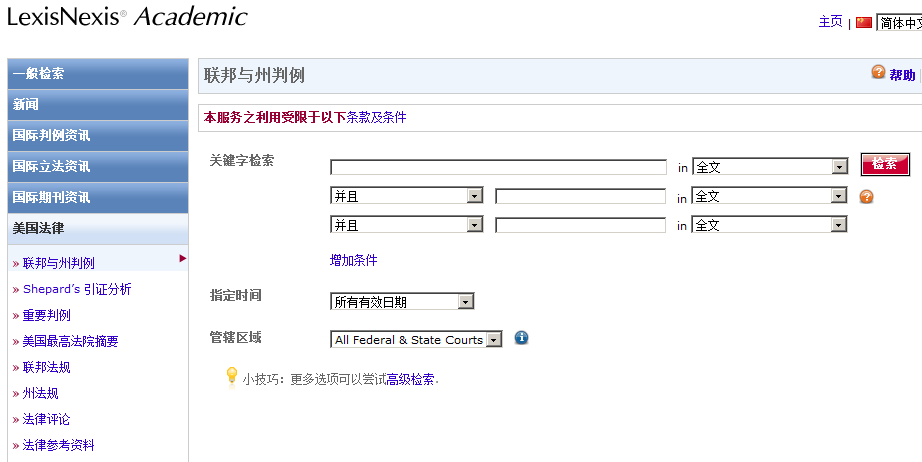 LexisNexis® Academic
主页 | 简体中文
一般检索
新闻
国际判例资讯
国际立法资讯
国际期刊资讯
美国法律
» 联邦与州判例
» Shepard's 引证分析
» 重要判例
» 美国最高法院摘要
» 联邦法规
» 州法规
» 法律评论
» 法律参考资料
联邦与州判例
? 帮助
本服务之利用受限于以下条款及条件
关键字检索 in 全文 检索
并且 in 全文 ?
并且 in 全文
增加条件
指定时间 所有有效日期
管辖区域 All Federal & State Courts i
小技巧：更多选项可以尝试高级检索.